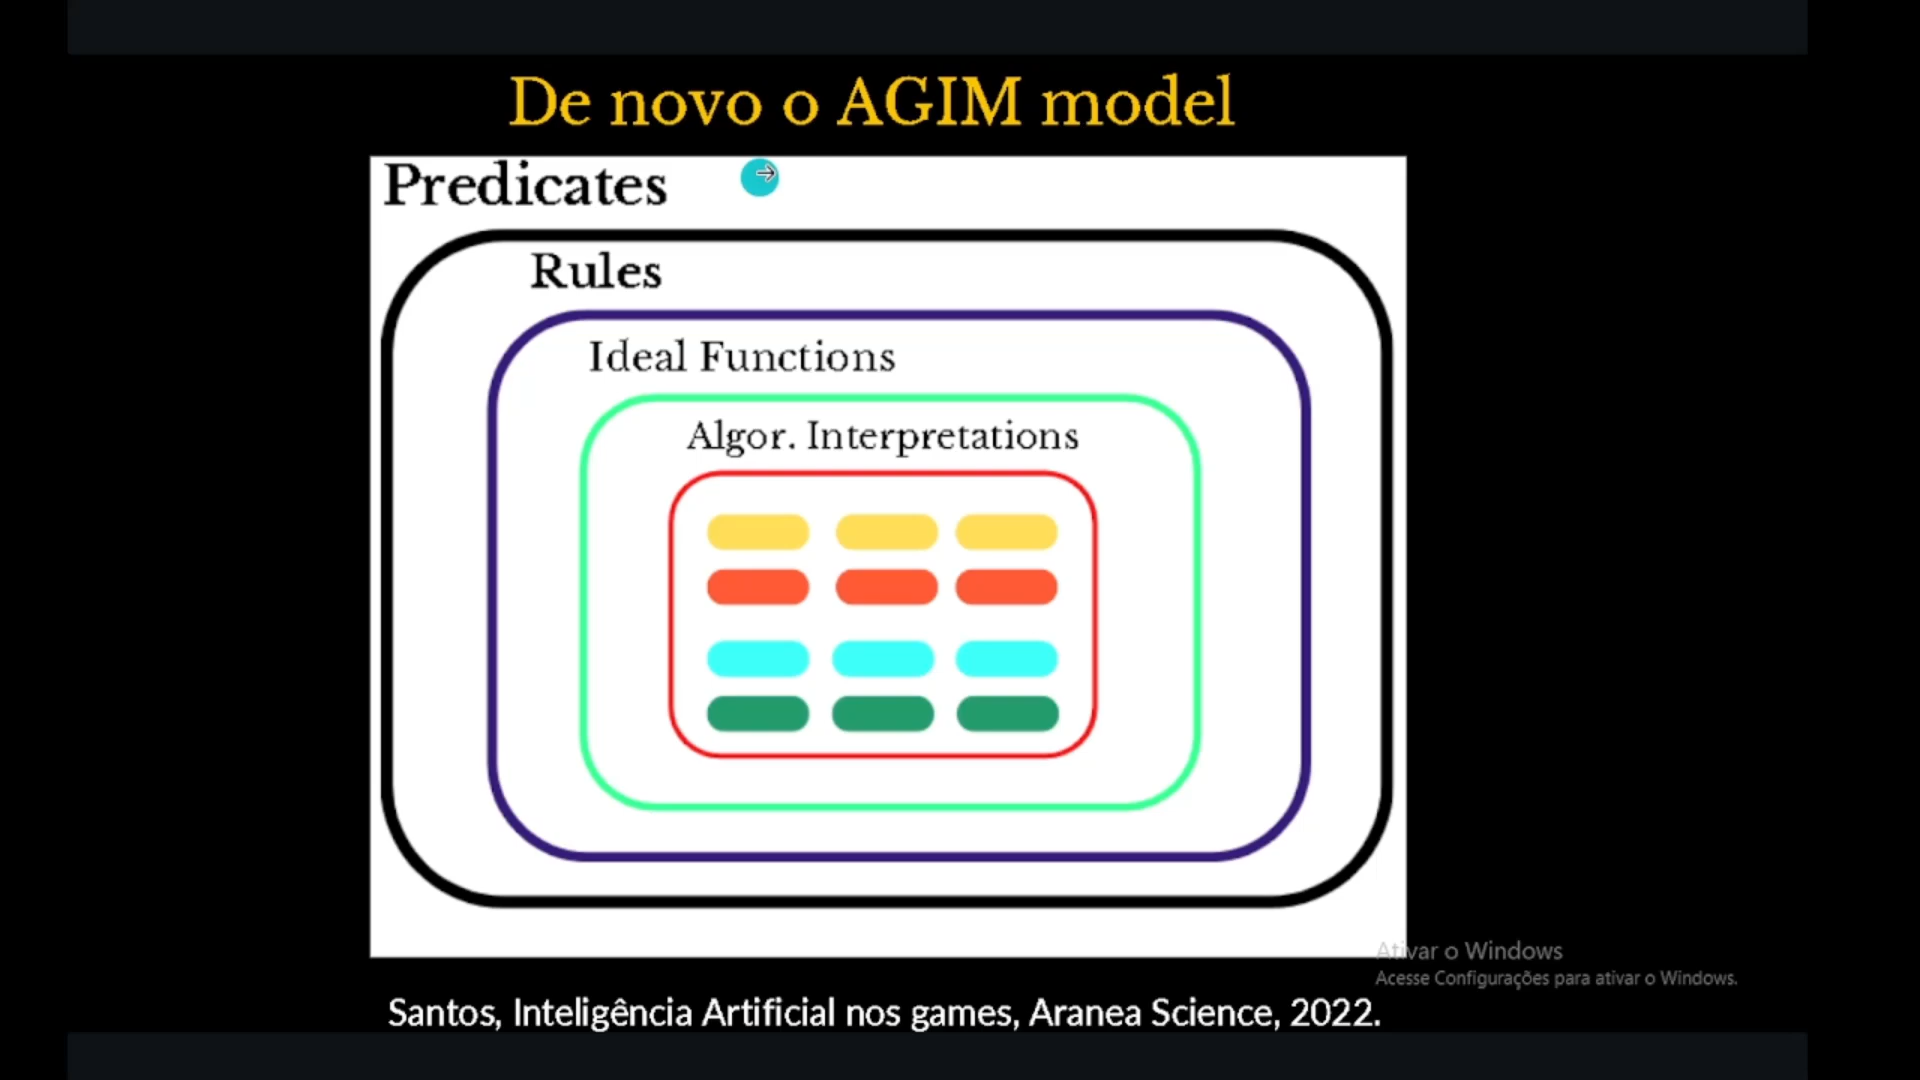 De novo o AGIM model
Predicates
Rules
Ideal Functions
Algor. Interpretations
Ativar o Windows
Acesse Configurações para ativar o Windows.
Santos, Inteligência Artificial nos games, Aranea Science, 2022.